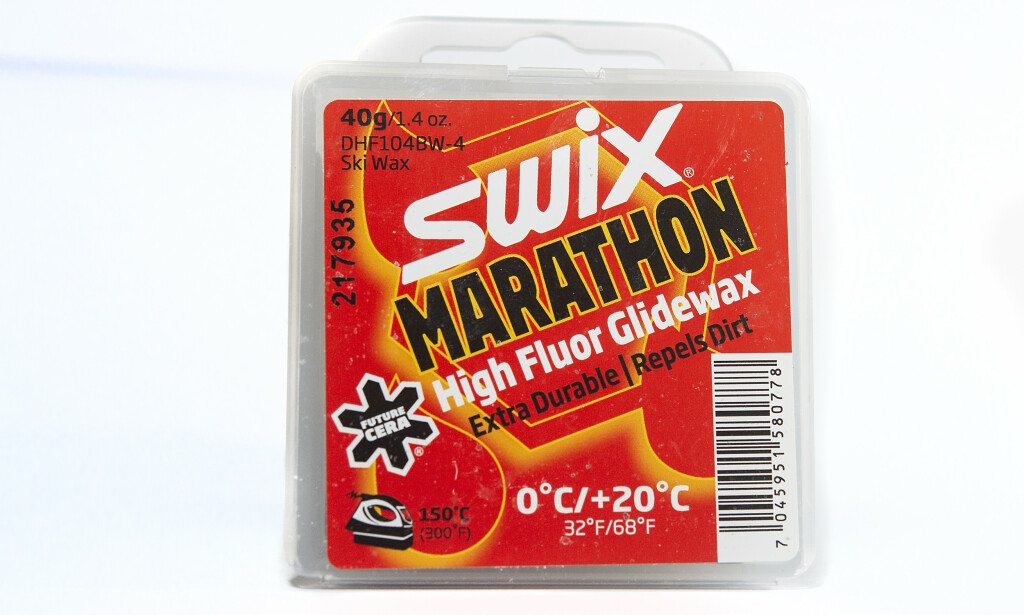 40g/1.4 oz.
DHF104BW-4
Ski Wax
217935
swix®
MARATHON
High Fluor Glidewax
Extra Durable | Repels Dirt
FUTURE
CERA®
150°C
(300°F)
0°C/+20°C
32°F/68°F
7 045951 580778